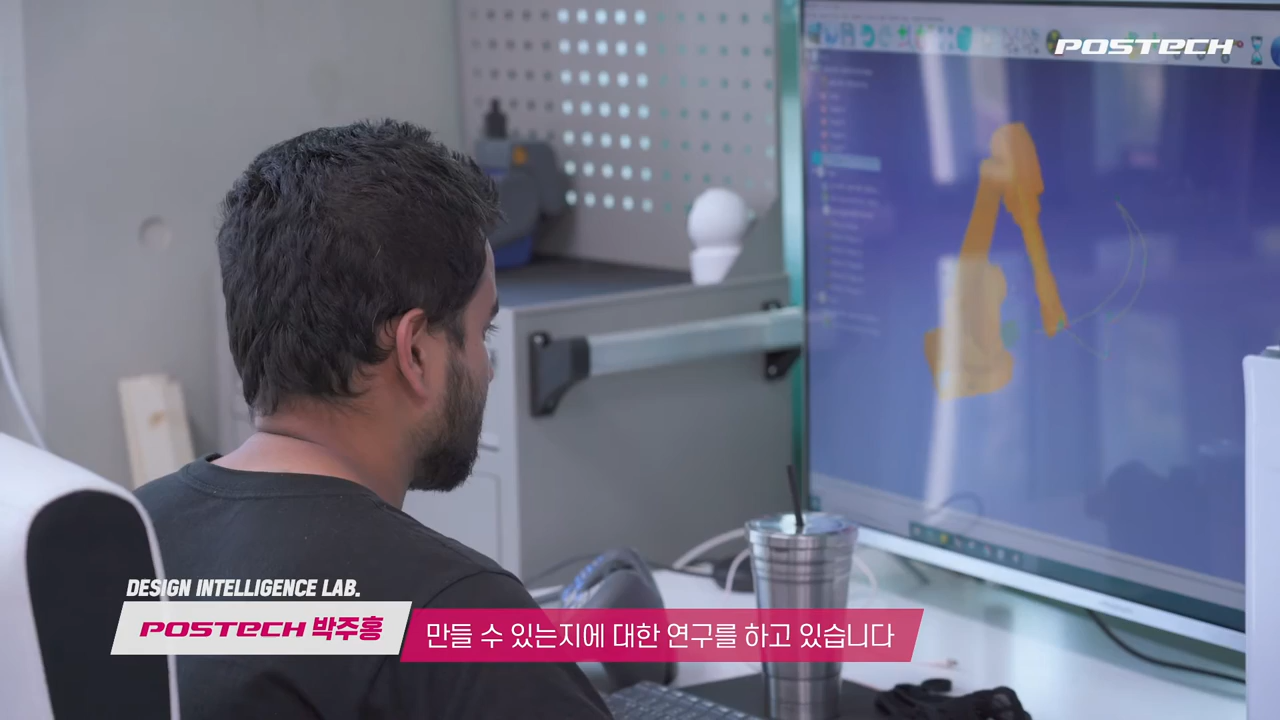 POSTECH
DESIGN INTELLIGENCE LAB.
POSTECH 박주홍
만들 수 있는지에 대한 연구를 하고 있습니다